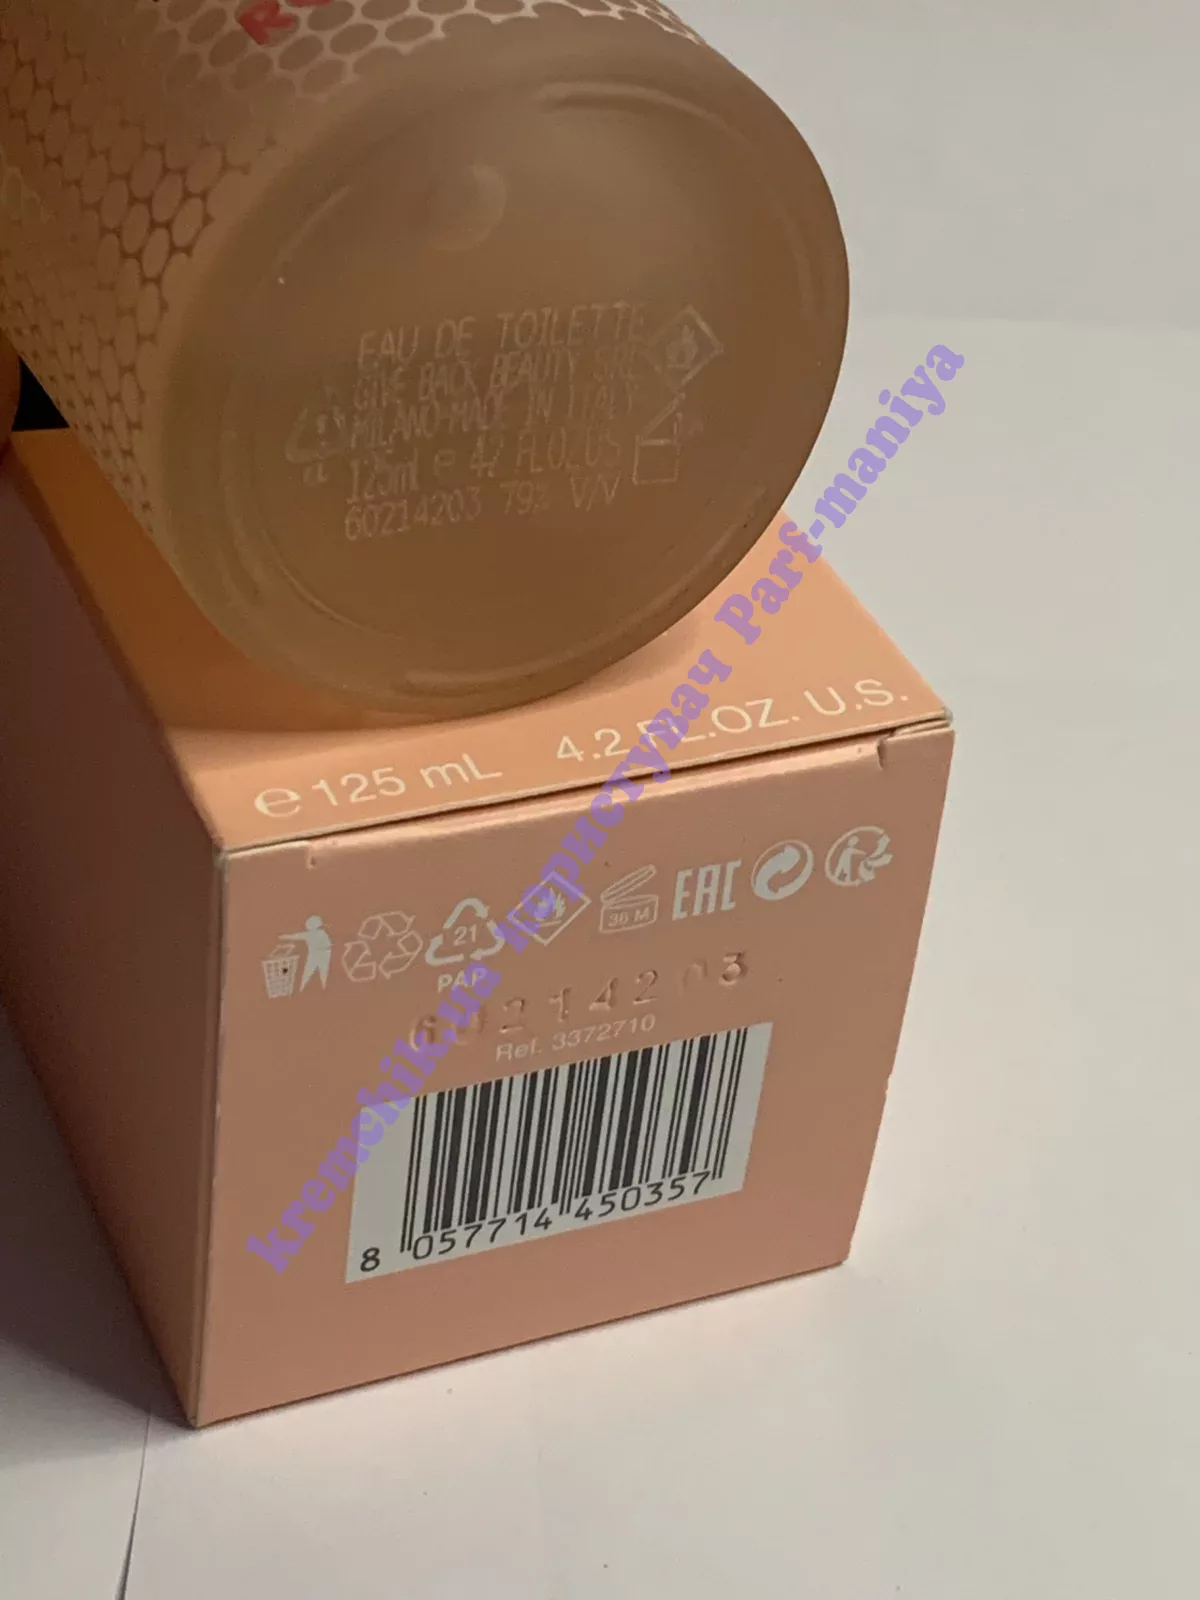 EAU DE TOILETTE
GIVE BACK BEAUTY SRL
MILANO-MADE IN ITALY
125ml e 4,2 FL.OZ.US
60214203 79% V/V
e 125 mL 4.2 FL.OZ. U.S.
21
PAP
36 M
EAC
60214203
Ref. 3372710
8 057714 450357
kremchik.ua користувач Parf-maniya